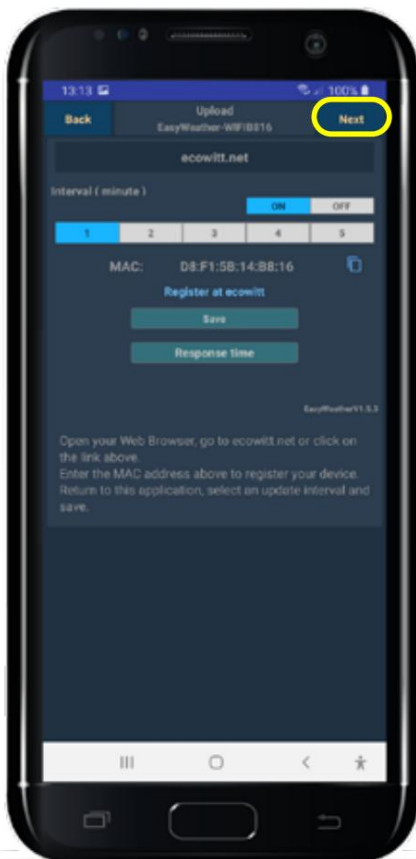 13:13 100%
Back Upload Next
EasyWeather-WIFIB816
ecowitt.net
Interval ( minute )
ON OFF
1 2 3 4 5
MAC: D8:F1:5B:14:B8:16
Register at ecowitt
Save
Response time
EasyWeatherV1.5.3
Open your Web Browser, go to ecowitt.net or click on
the link above.
Enter the MAC address above to register your device.
Return to this application, select an update interval and
save.